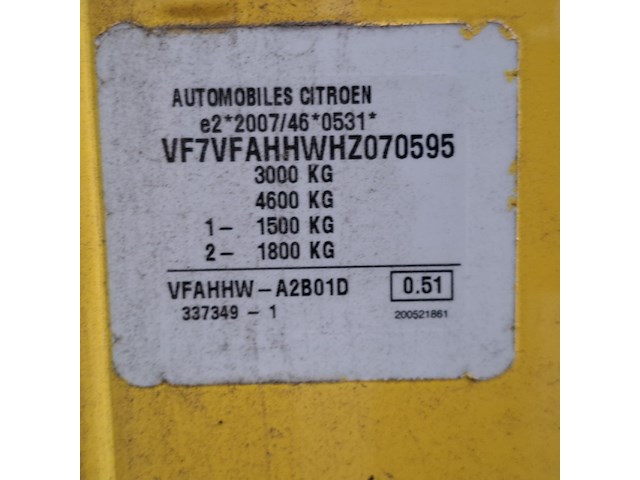 AUTOMOBILES CITROEN
e2*2007/46*0531*
VF7VFAHHWHZ070595
3000 KG
4600 KG
1- 1500 KG
2- 1800 KG
VFAHHW-A2B01D 0.51
337349 - 1 200521861